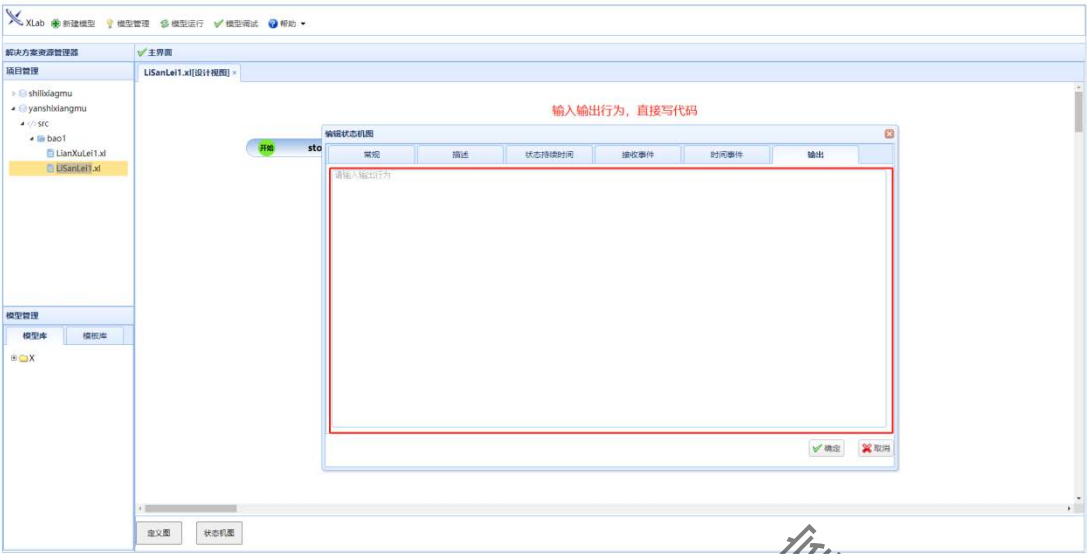 XLab 新建模型 模型管理 模型运行 模型调试 帮助
解决方案资源管理器
主界面
项目管理
LiSanLei1.xl[设计视图] ×
shilixiagmu
yanshixiangmu
src
bao1
LianXuLei1.xl
LiSanLei1.xl
输入输出行为，直接写代码
开始 sto
编辑状态机图
常规 描述 状态持续时间 接收事件 时间事件 输出
请输入输出行为
确定 取消
模型管理
模型库 模板库
X
定义图 状态机图